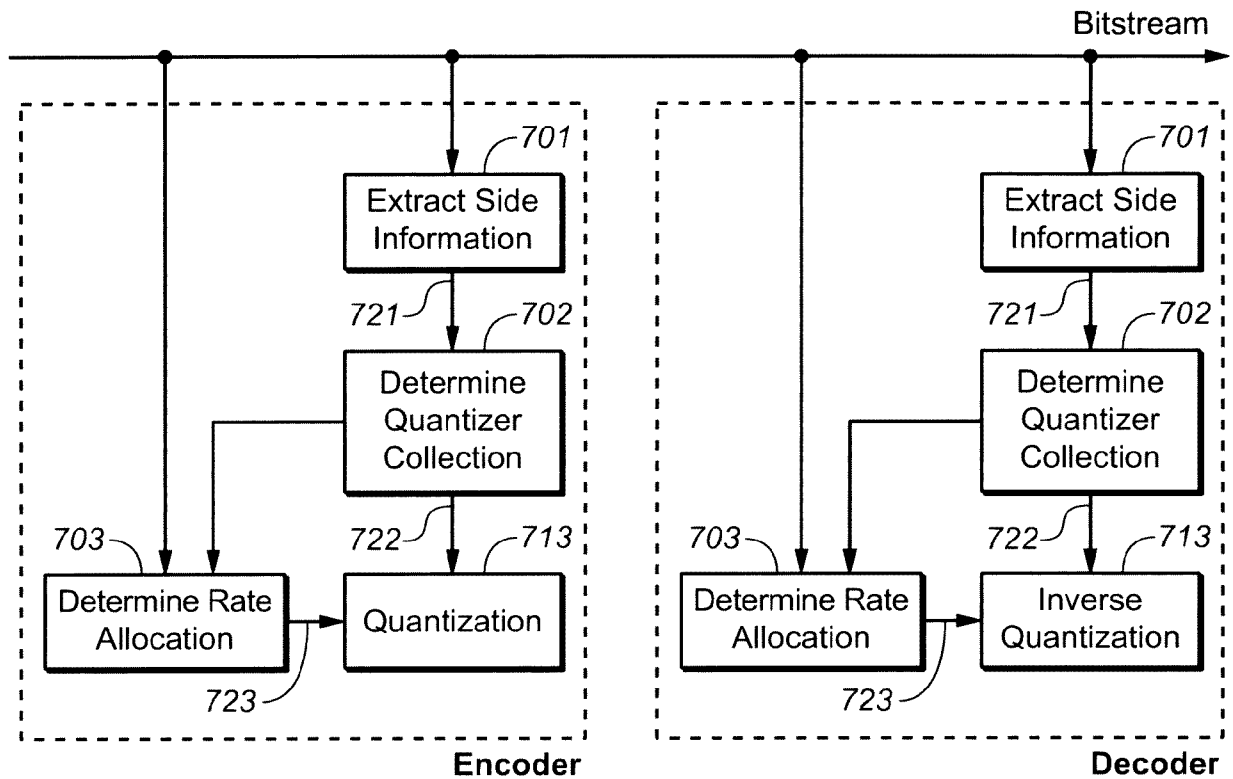 Bitstream
701
Extract Side
Information
721
702
Determine
Quantizer
Collection
722
703
713
Determine Rate
Allocation
Quantization
723
Encoder
701
Extract Side
Information
721
702
Determine
Quantizer
Collection
722
703
713
Determine Rate
Allocation
Inverse
Quantization
723
Decoder